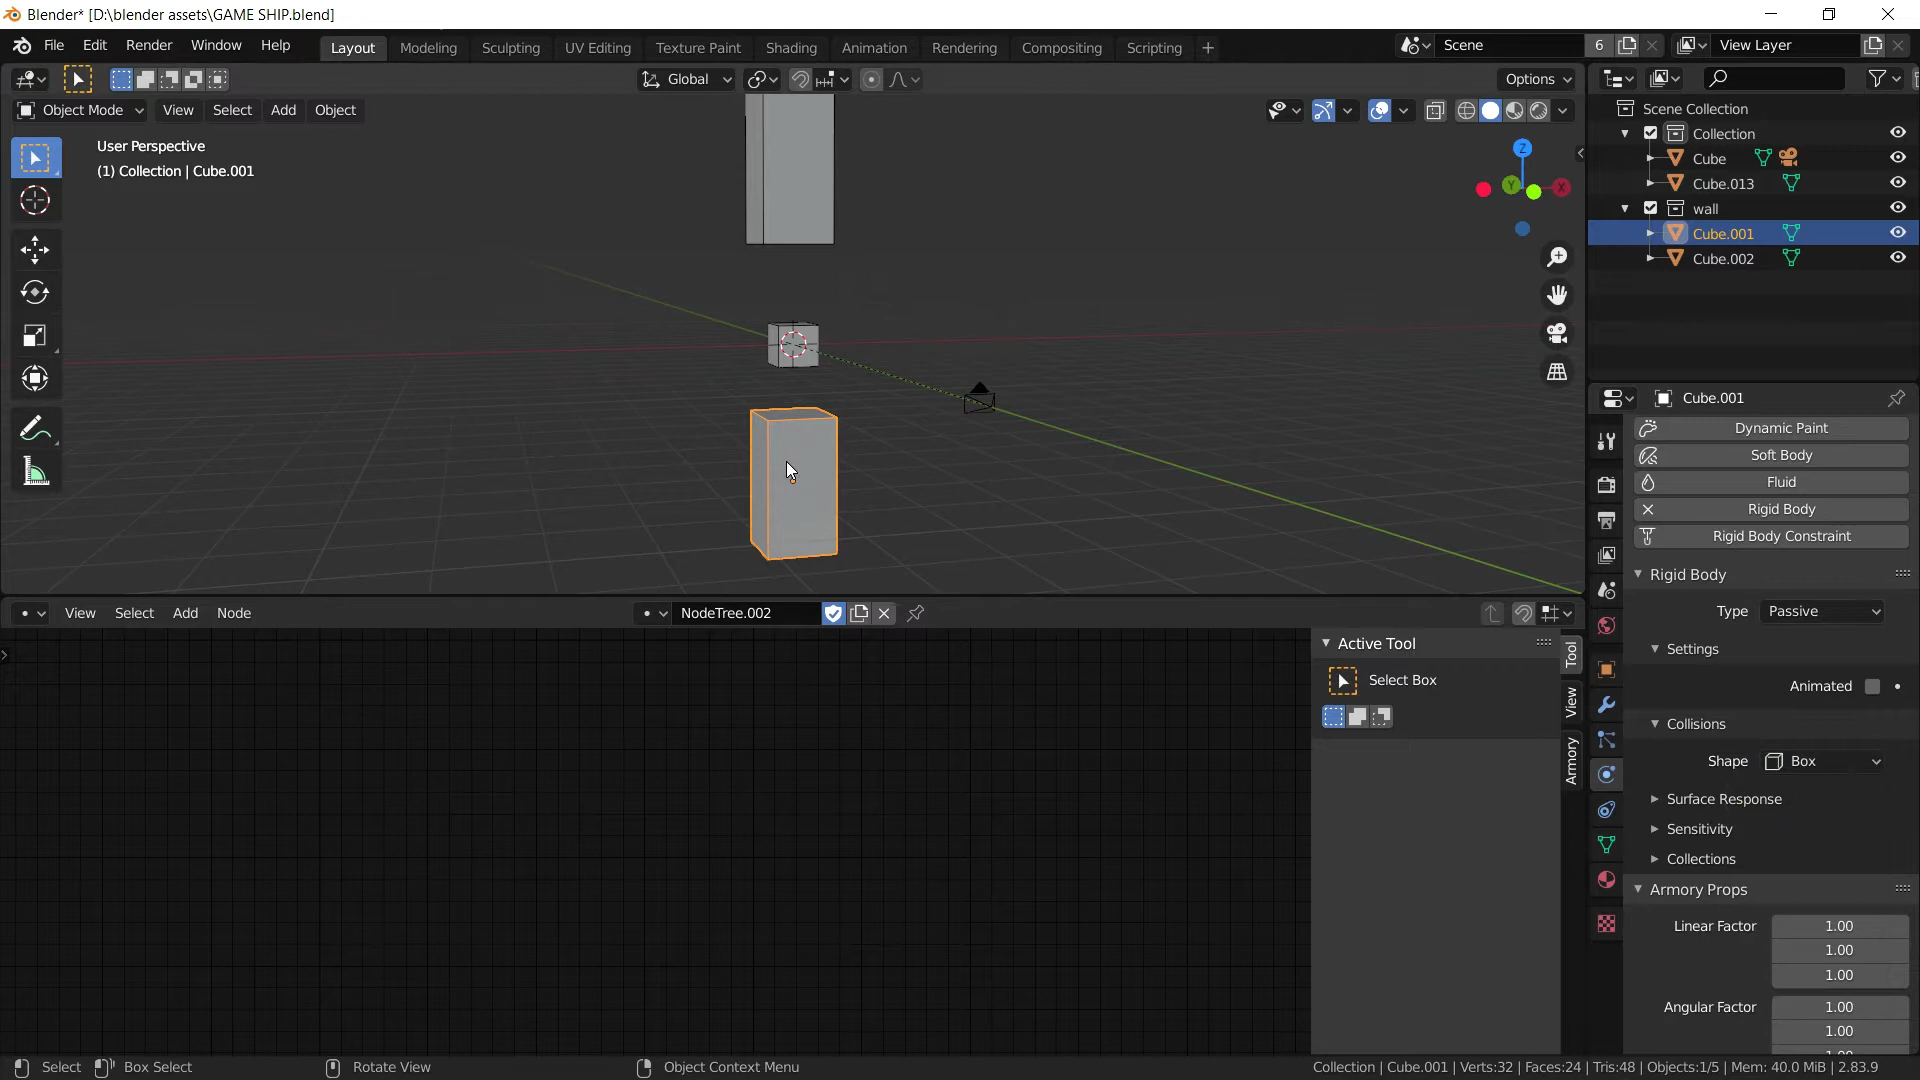 Blender* [D:\blender assets\GAME SHIP.blend]
File Edit Render Window Help Layout Modeling Sculpting UV Editing Texture Paint Shading Animation Rendering Compositing Scripting + Scene 6 View Layer
Global Options
Object Mode View Select Add Object
User Perspective
(1) Collection | Cube.001
Z
Y
X
Scene Collection
Collection
Cube
Cube.013
wall
Cube.001
Cube.002
Cube.001
Dynamic Paint
Soft Body
Fluid
Rigid Body
Rigid Body Constraint
Rigid Body
Type Passive
Settings
Animated
Collisions
Shape Box
Surface Response
Sensitivity
Collections
Armory Props
Linear Factor 1.00
1.00
1.00
Angular Factor 1.00
1.00
View Select Add Node NodeTree.002
Active Tool
Select Box
Tool
View
Armory
Select Box Select Rotate View Object Context Menu Collection | Cube.001 | Verts:32 | Faces:24 | Tris:48 | Objects:1/5 | Mem: 40.0 MiB | 2.83.9